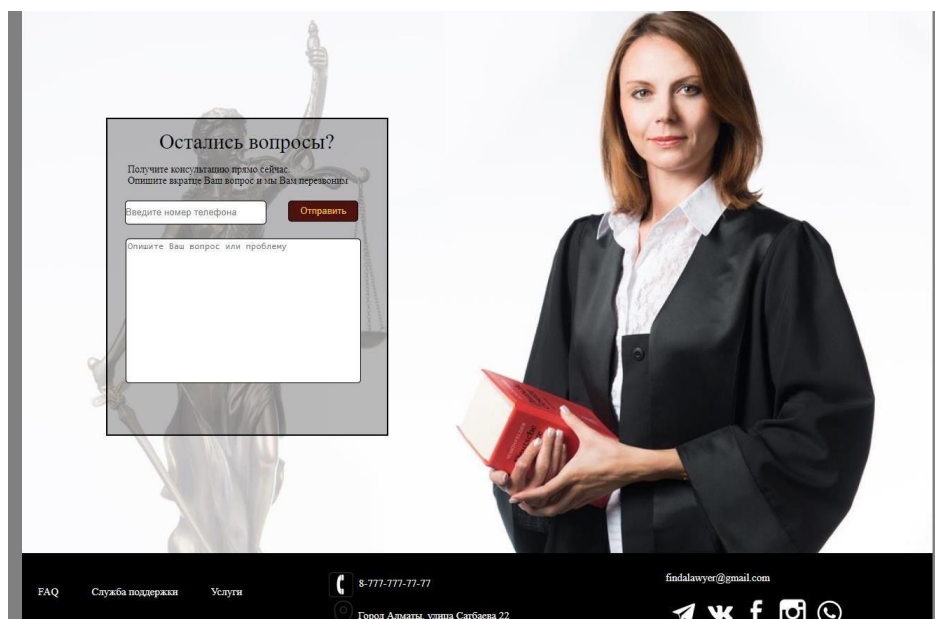 Остались вопросы?
Получите консультацию прямо сейчас.
Опишите вкратце Ваш вопрос и мы Вам перезвоним
Введите номер телефона
Отправить
Опишите Ваш вопрос или проблему
8-777-777-77-77
findalawyer@gmail.com
FAQ
Служба поддержки
Услуги
Город Алматы, улица Сатбаева 22